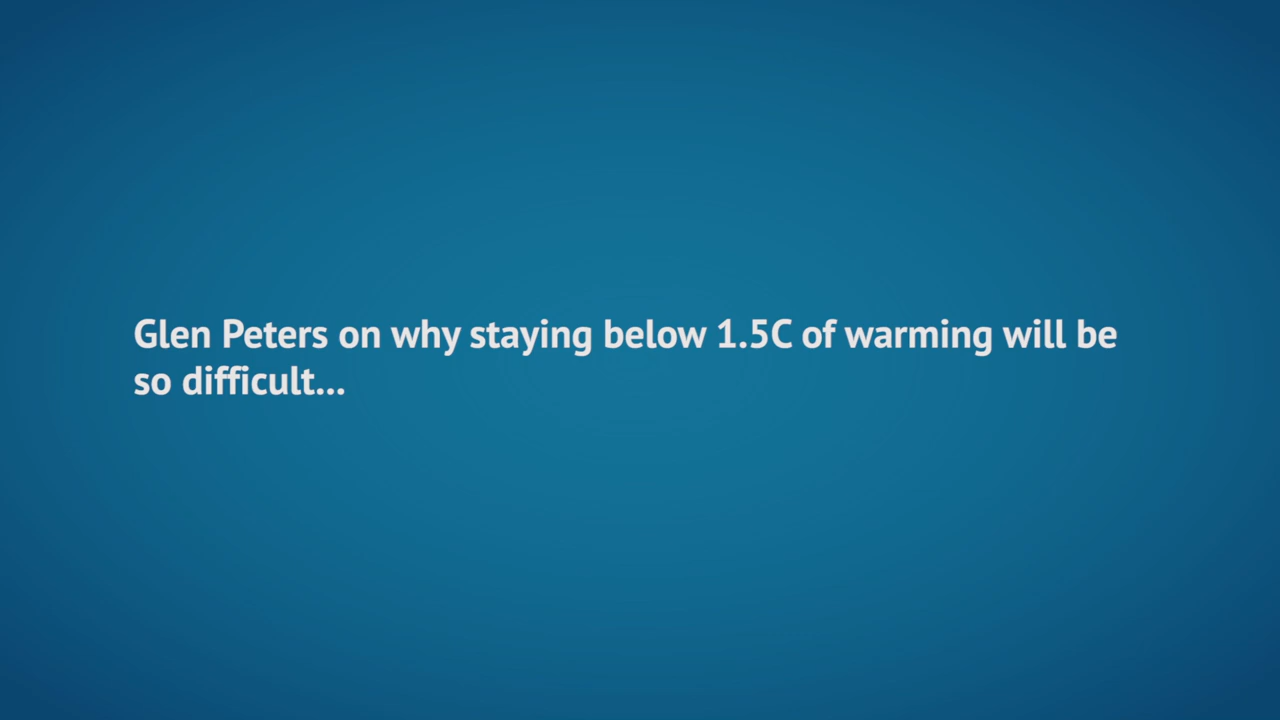 Glen Peters on why staying below 1.5C of warming will be
so difficult...